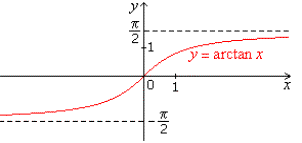 y
π/2
1
y = arctan x
0 1 x
-π/2